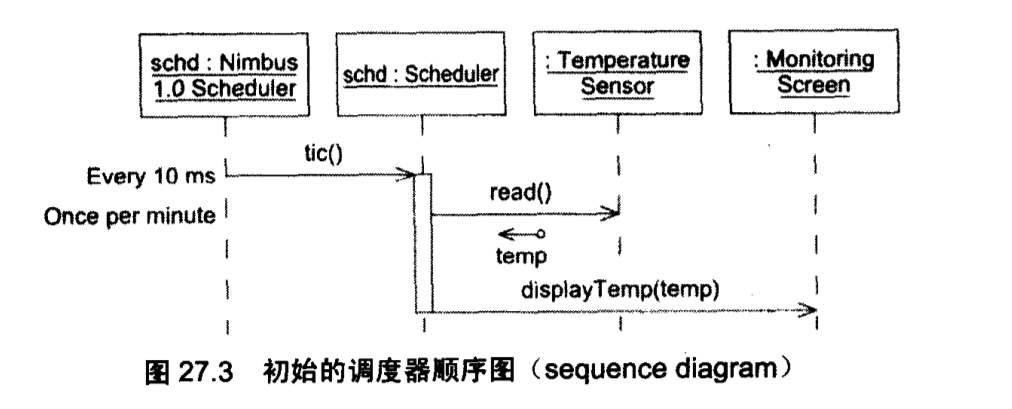 schd : Nimbus
1.0 Scheduler
schd : Scheduler
: Temperature
Sensor
: Monitoring
Screen
tic()
Every 10 ms
read()
Once per minute
temp
displayTemp(temp)
图 27.3 初始的调度器顺序图（sequence diagram）